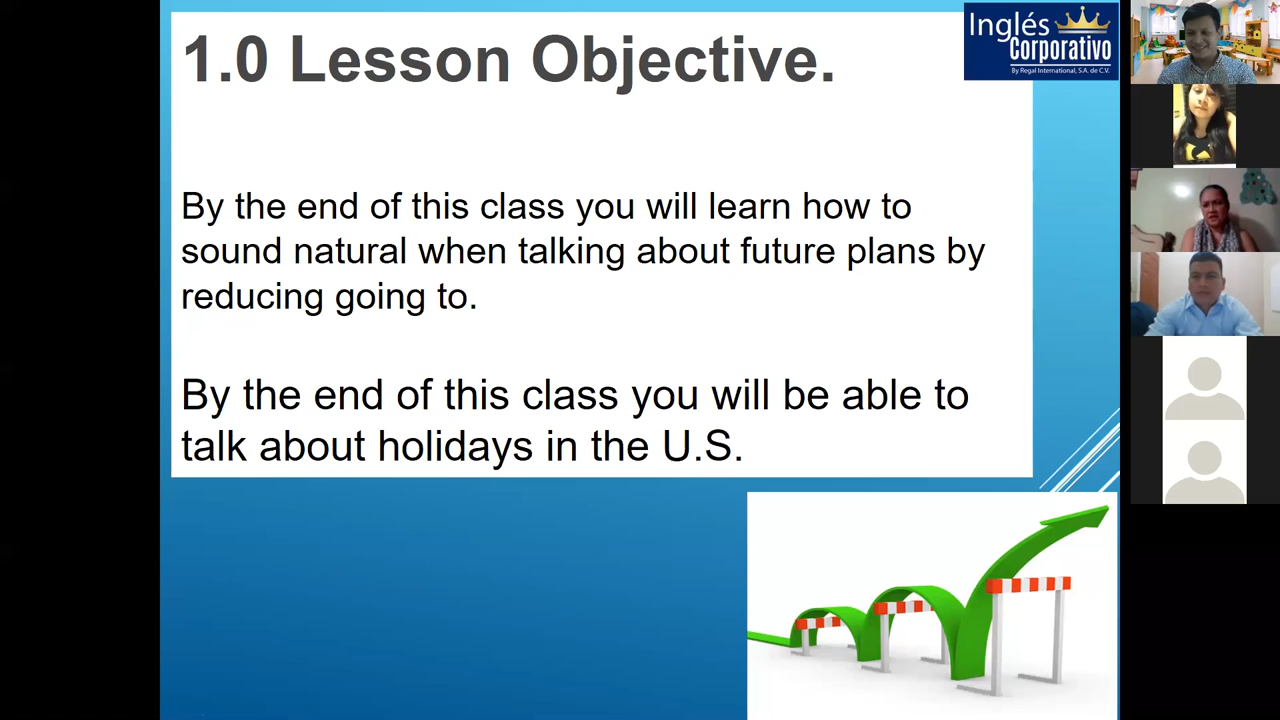 1.0 Lesson Objective.
Inglés
Corporativo
By Regal International, S.A. de C.V.
By the end of this class you will learn how to
sound natural when talking about future plans by
reducing going to.
By the end of this class you will be able to
talk about holidays in the U.S.